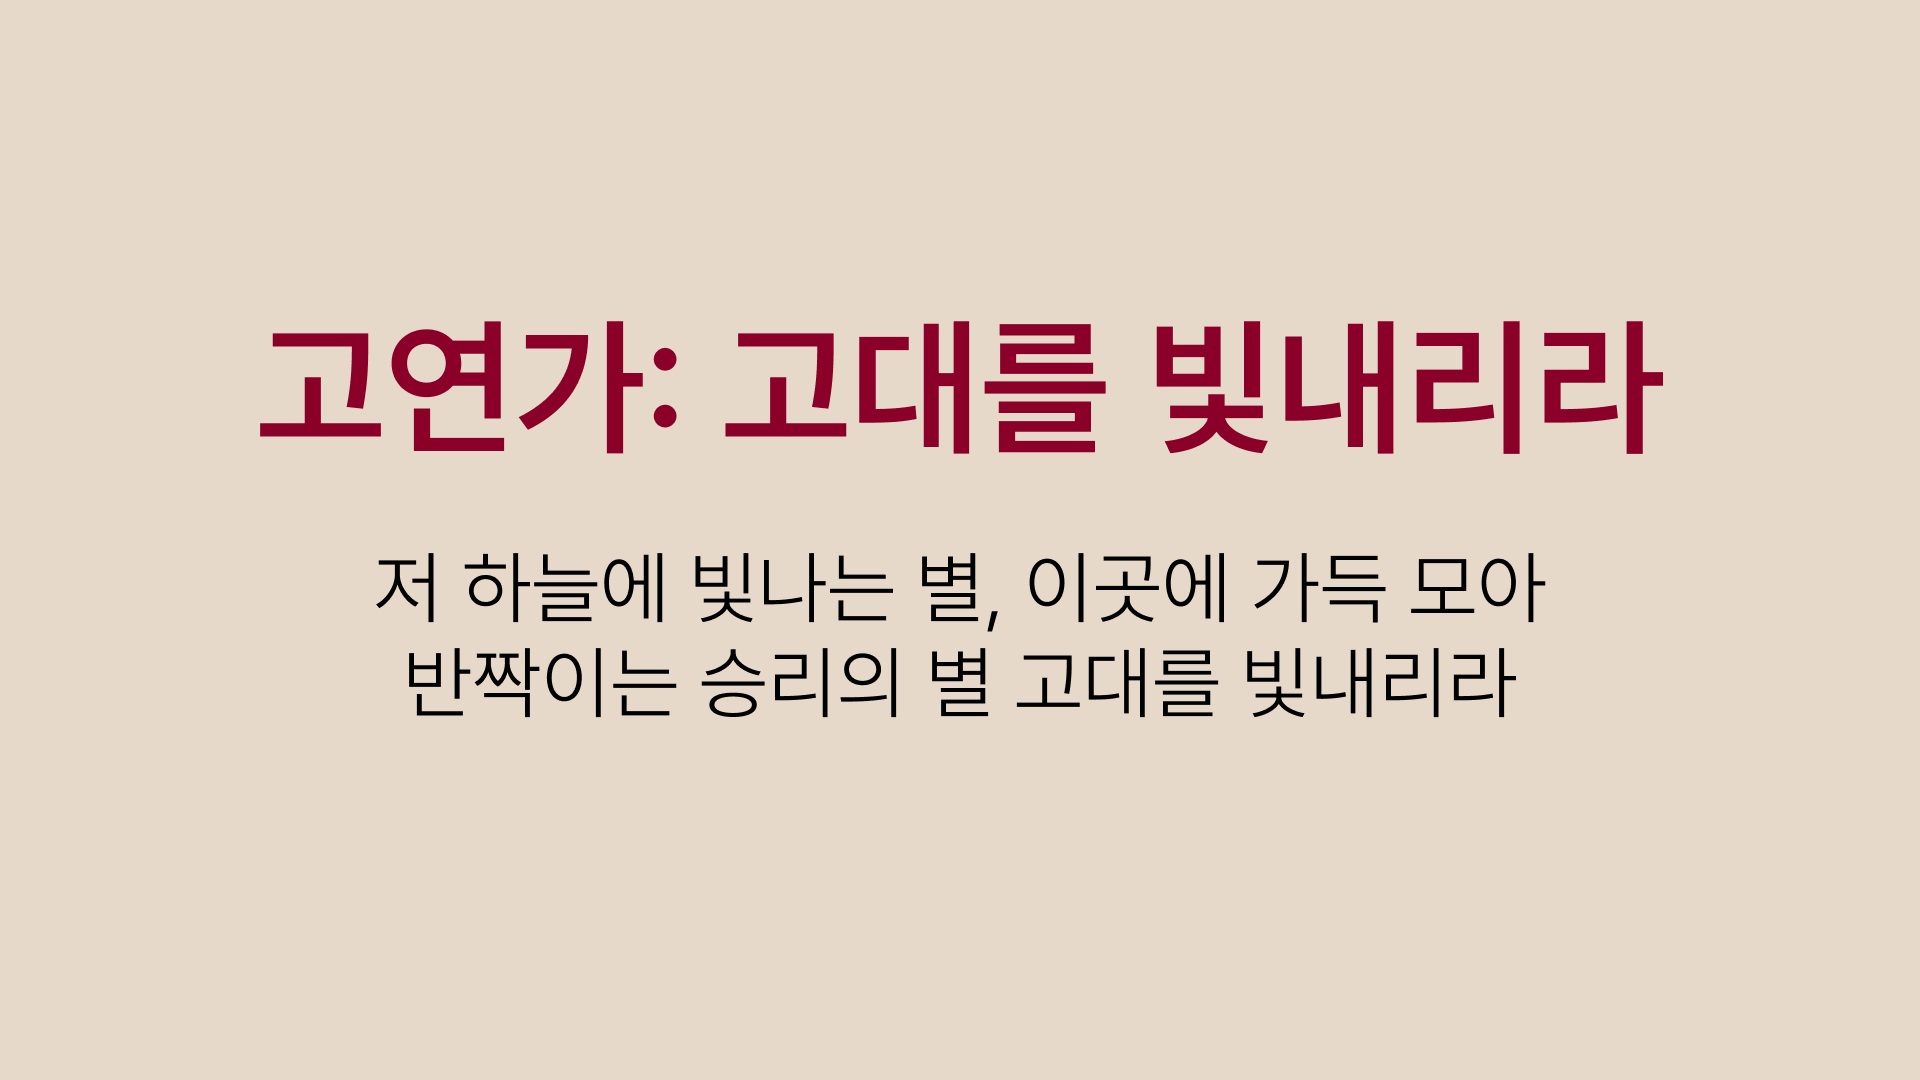 고연가: 고대를 빛내리라
저 하늘에 빛나는 별, 이곳에 가득 모아
반짝이는 승리의 별 고대를 빛내리라